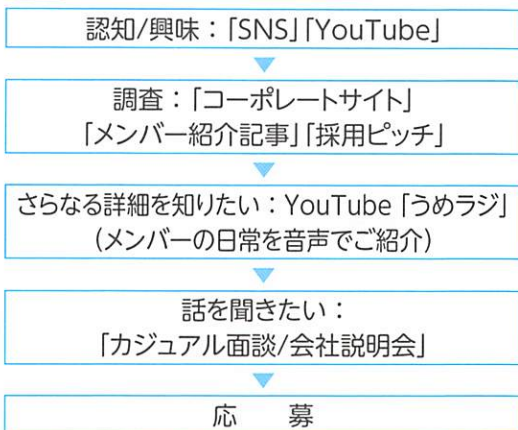 認知/興味：「SNS」「YouTube」
調査：「コーポレートサイト」
「メンバー紹介記事」「採用ピッチ」
さらなる詳細を知りたい：YouTube「うめラジ」
（メンバーの日常を音声でご紹介）
話を聞きたい：
「カジュアル面談/会社説明会」
応　募